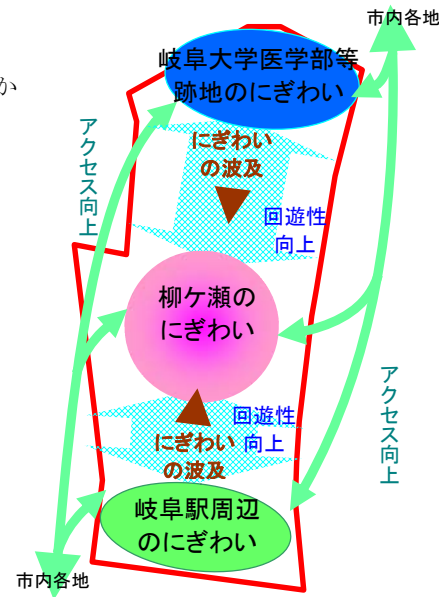 市内各地
岐阜大学医学部等
跡地のにぎわい
か
にぎわい
の波及
アクセス向上
回遊性
向上
柳ケ瀬の
にぎわい
アクセス向上
回遊性
向上
にぎわい
の波及
岐阜駅周辺
のにぎわい
市内各地